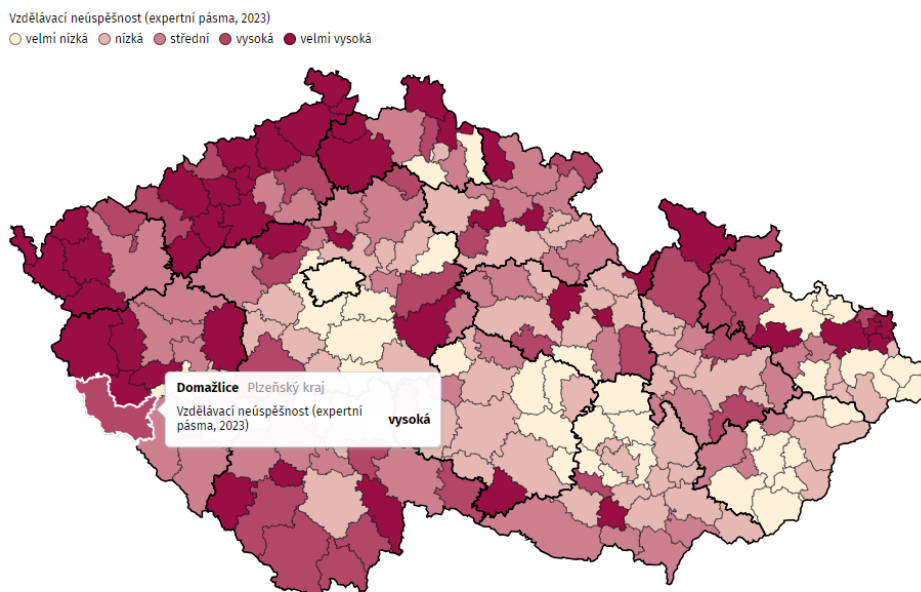 Vzdělávací neúspěšnost (expertní pásma, 2023)
velmi nízká nízká střední vysoká velmi vysoká
Domažlice Plzeňský kraj
Vzdělávací neúspěšnost (expertní
pásma, 2023)
vysoká